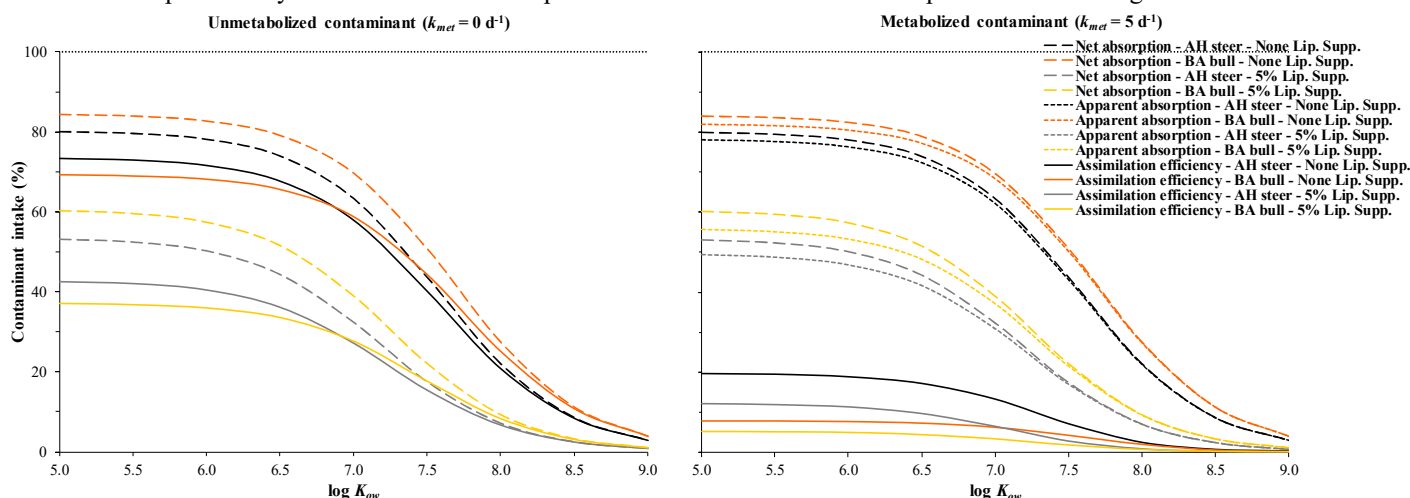 Unmetabolized contaminant (kmet = 0 d-1)
Metabolized contaminant (kmet = 5 d-1)
Contaminant intake (%)
100
80
60
40
20
0
5.0 5.5 6.0 6.5 7.0 7.5 8.0 8.5 9.0
log Kow
5.0 5.5 6.0 6.5 7.0 7.5 8.0 8.5 9.0
log Kow
Net absorption - AH steer - None Lip. Supp.
Net absorption - BA bull - None Lip. Supp.
Net absorption - AH steer - 5% Lip. Supp.
Net absorption - BA bull - 5% Lip. Supp.
Apparent absorption - AH steer - None Lip. Supp.
Apparent absorption - BA bull - None Lip. Supp.
Apparent absorption - AH steer - 5% Lip. Supp.
Apparent absorption - BA bull - 5% Lip. Supp.
Assimilation efficiency - AH steer - None Lip. Supp.
Assimilation efficiency - BA bull - None Lip. Supp.
Assimilation efficiency - AH steer - 5% Lip. Supp.
Assimilation efficiency - BA bull - 5% Lip. Supp.